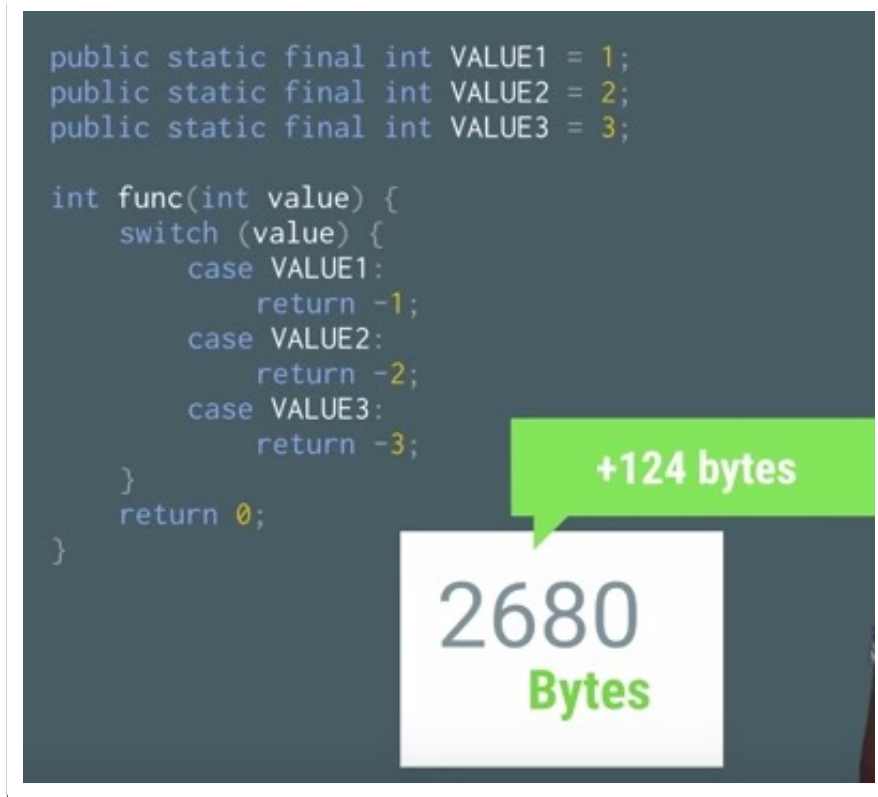 public static final int VALUE1 = 1;
public static final int VALUE2 = 2;
public static final int VALUE3 = 3;
int func(int value) {
switch (value) {
case VALUE1:
return -1;
case VALUE2:
return -2;
case VALUE3:
return -3;
}
return 0;
}
+124 bytes
2680
Bytes